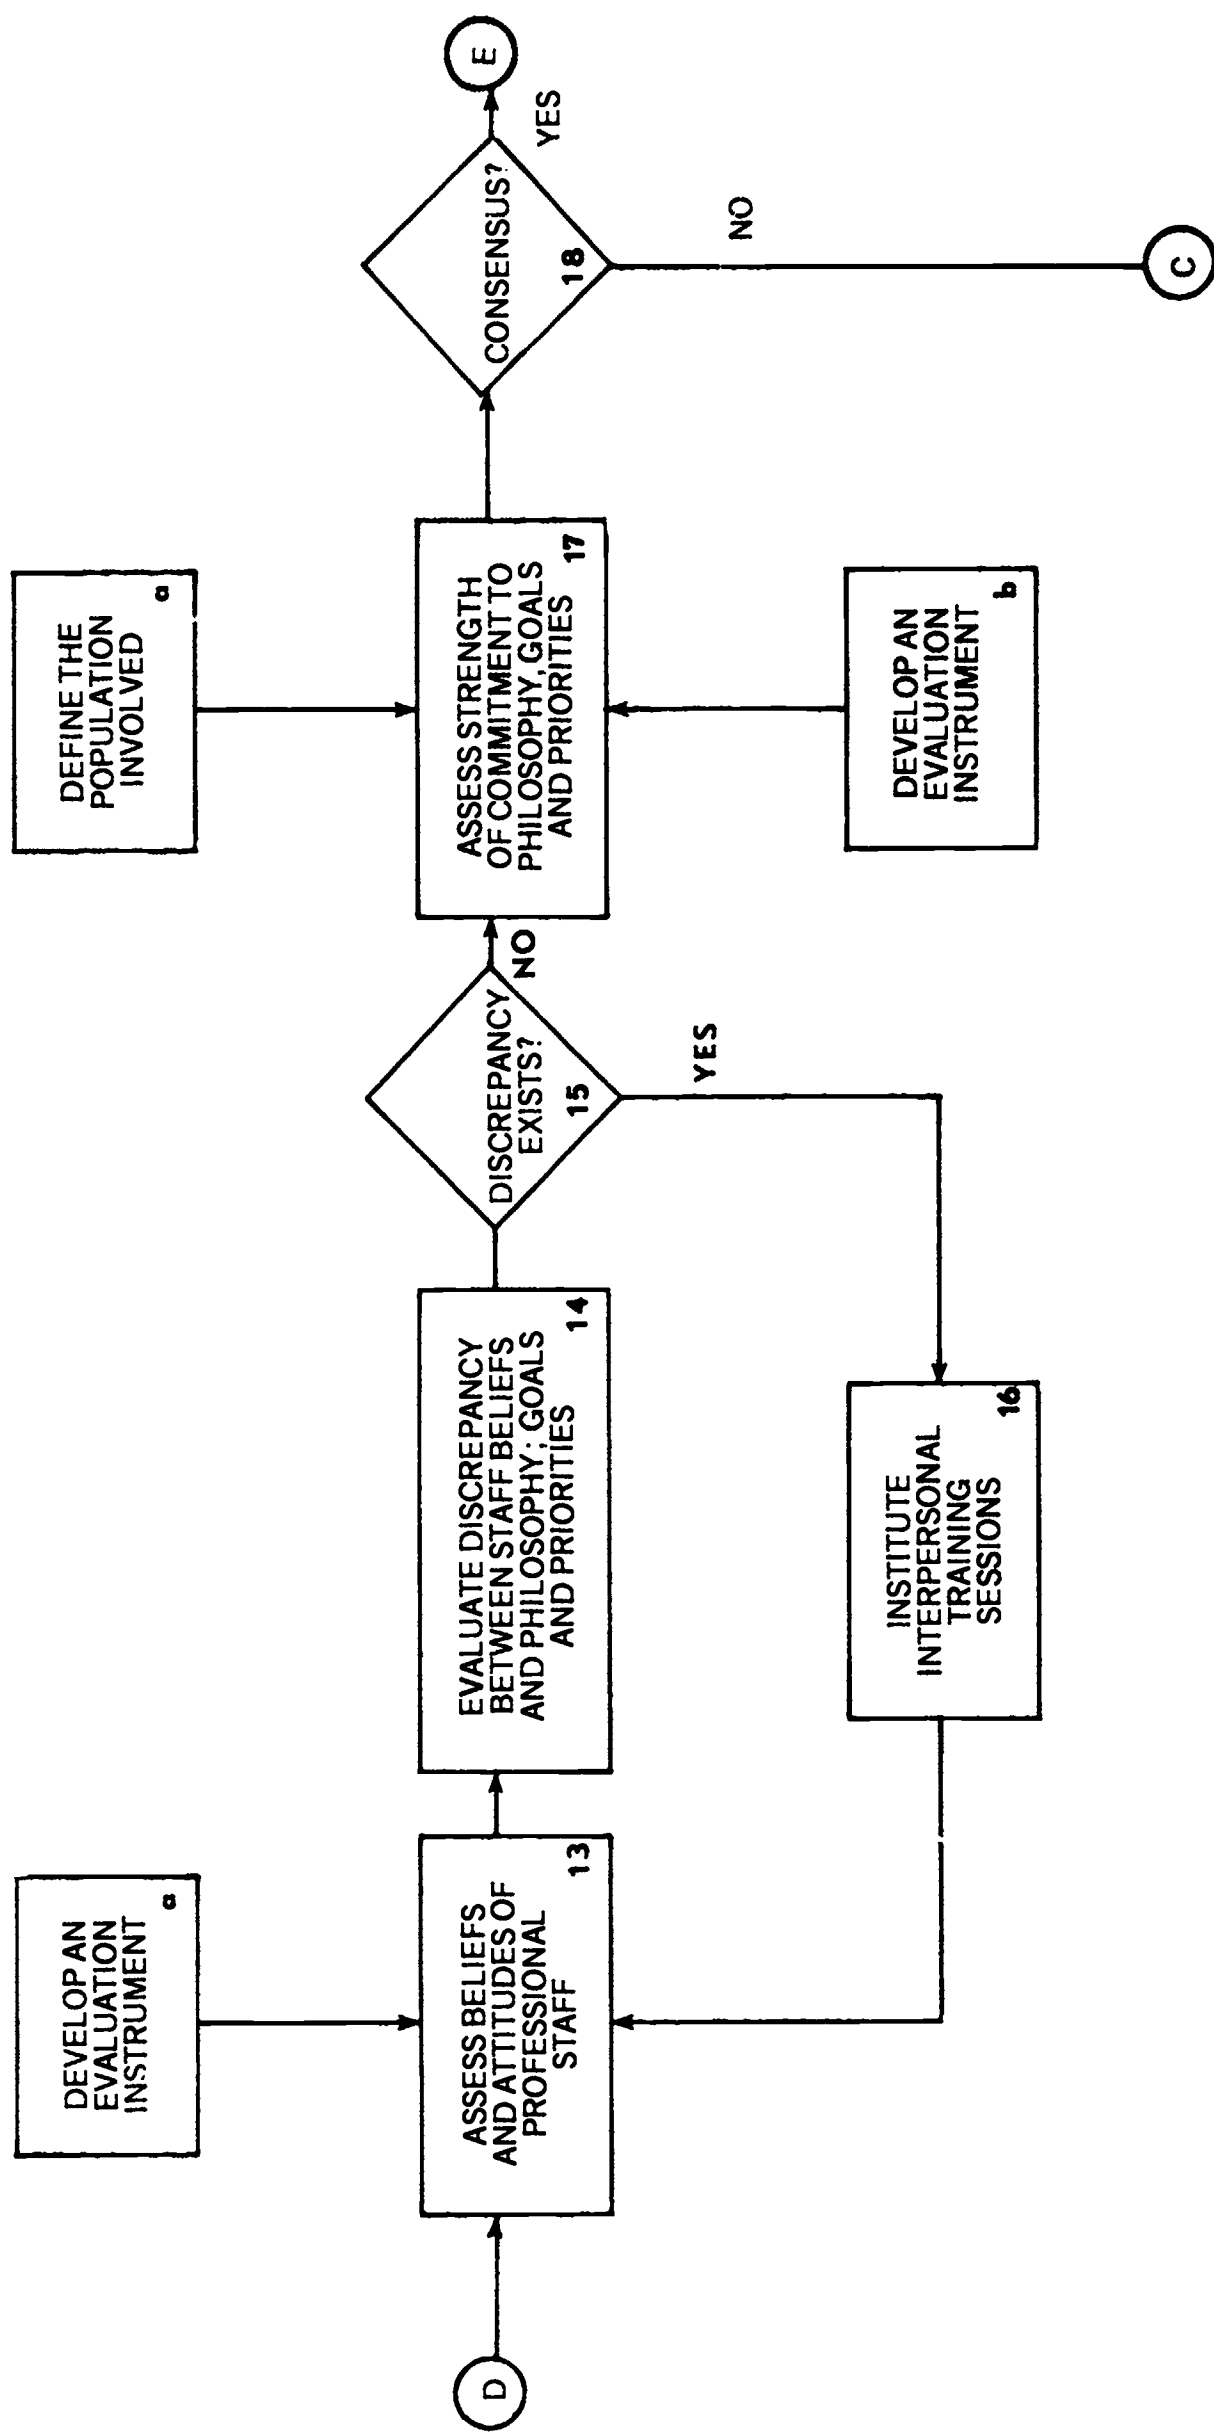 D
DEVELOP AN
EVALUATION
INSTRUMENT
a
ASSESS BELIEFS
AND ATTITUDES OF
PROFESSIONAL
STAFF
13
EVALUATE DISCREPANCY
BETWEEN STAFF BELIEFS
AND PHILOSOPHY; GOALS
AND PRIORITIES
14
DISCREPANCY
EXISTS?
15
NO
YES
INSTITUTE
INTERPERSONAL
TRAINING
SESSIONS
16
DEFINE THE
POPULATION
INVOLVED
a
ASSESS STRENGTH
OF COMMITMENT TO
PHILOSOPHY, GOALS
AND PRIORITIES
17
DEVELOP AN
EVALUATION
INSTRUMENT
b
CONSENSUS?
18
YES
E
NO
C